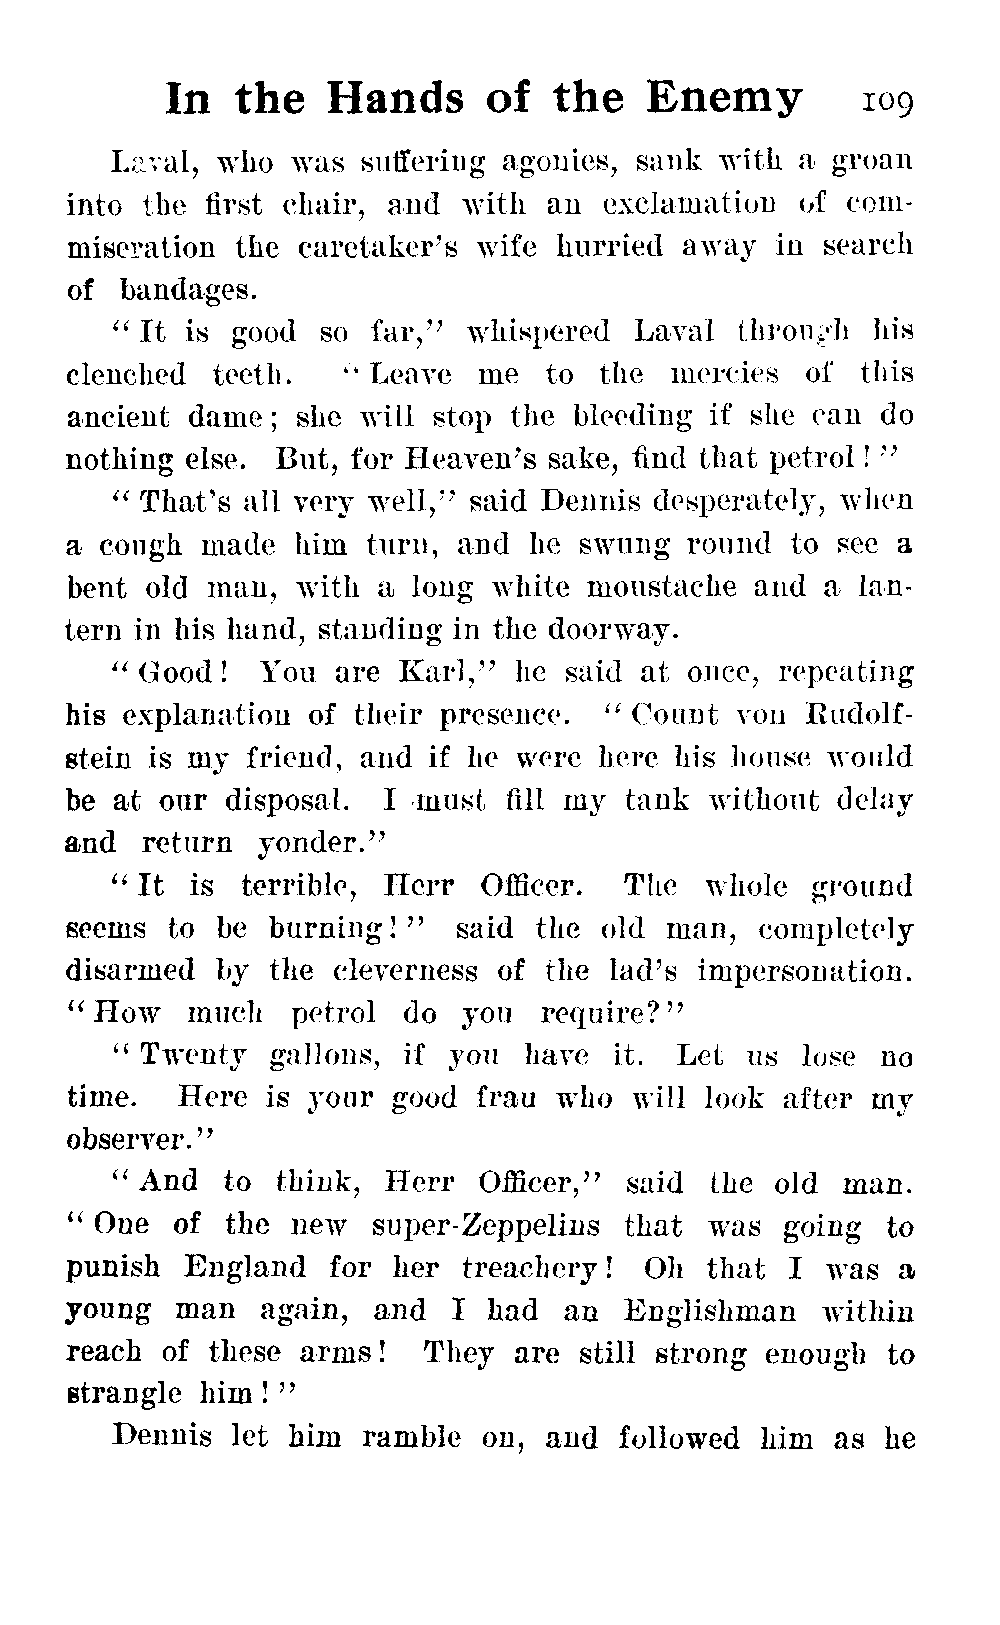 In the Hands of the Enemy 109
Laval, who was suffering agonies, sank with a groan
into the first chair, and with an exclamation of com-
miseration the caretaker's wife hurried away in search
of bandages.
"It is good so far," whispered Laval through his
clenched teeth. "Leave me to the mercies of this
ancient dame; she will stop the bleeding if she can do
nothing else. But, for Heaven's sake, find that petrol!"
"That's all very well," said Dennis desperately, when
a cough made him turn, and he swung round to see a
bent old man, with a long white moustache and a lan-
tern in his hand, standing in the doorway.
"Good! You are Karl," he said at once, repeating
his explanation of their presence. "Count von Rudolf-
stein is my friend, and if he were here his house would
be at our disposal. I must fill my tank without delay
and return yonder."
"It is terrible, Herr Officer. The whole ground
seems to be burning!" said the old man, completely
disarmed by the cleverness of the lad's impersonation.
"How much petrol do you require?"
"Twenty gallons, if you have it. Let us lose no
time. Here is your good frau who will look after my
observer."
"And to think, Herr Officer," said the old man.
"One of the new super-Zeppelins that was going to
punish England for her treachery! Oh that I was a
young man again, and I had an Englishman within
reach of these arms! They are still strong enough to
strangle him!"
Dennis let him ramble on, and followed him as he